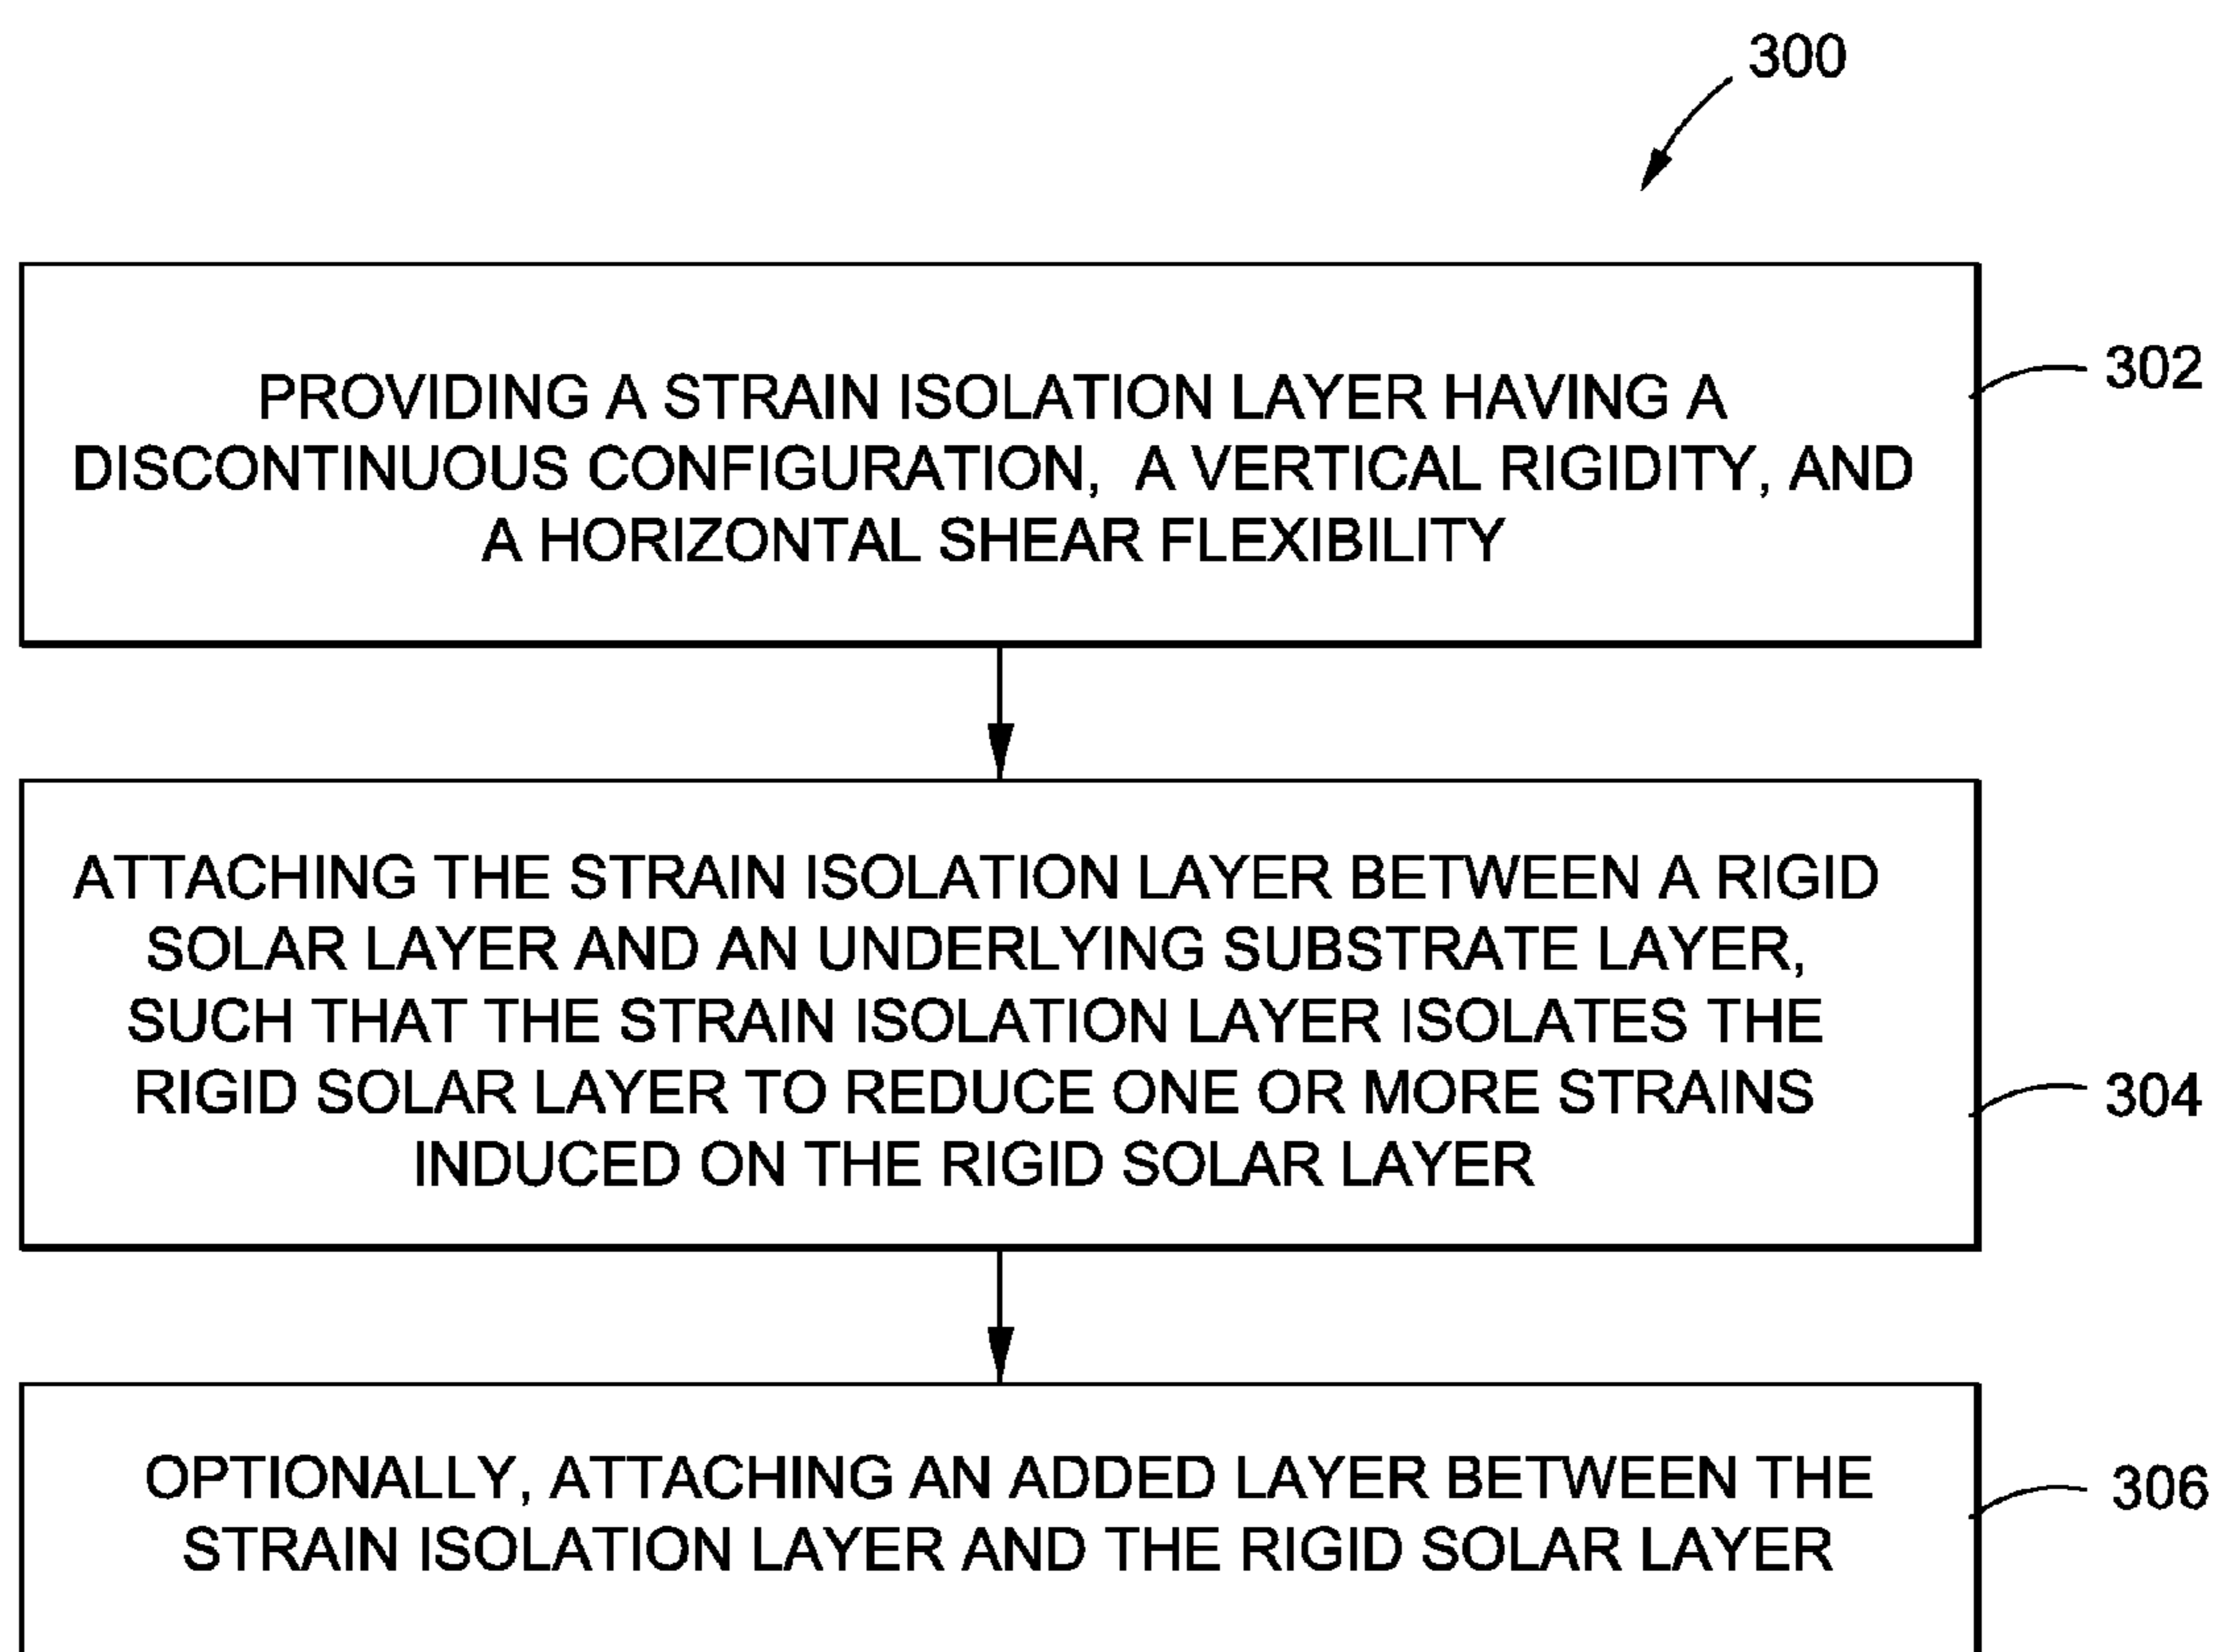 300
PROVIDING A STRAIN ISOLATION LAYER HAVING A
DISCONTINUOUS CONFIGURATION, A VERTICAL RIGIDITY, AND
A HORIZONTAL SHEAR FLEXIBILITY
302
ATTACHING THE STRAIN ISOLATION LAYER BETWEEN A RIGID
SOLAR LAYER AND AN UNDERLYING SUBSTRATE LAYER,
SUCH THAT THE STRAIN ISOLATION LAYER ISOLATES THE
RIGID SOLAR LAYER TO REDUCE ONE OR MORE STRAINS
INDUCED ON THE RIGID SOLAR LAYER
304
OPTIONALLY, ATTACHING AN ADDED LAYER BETWEEN THE
STRAIN ISOLATION LAYER AND THE RIGID SOLAR LAYER
306